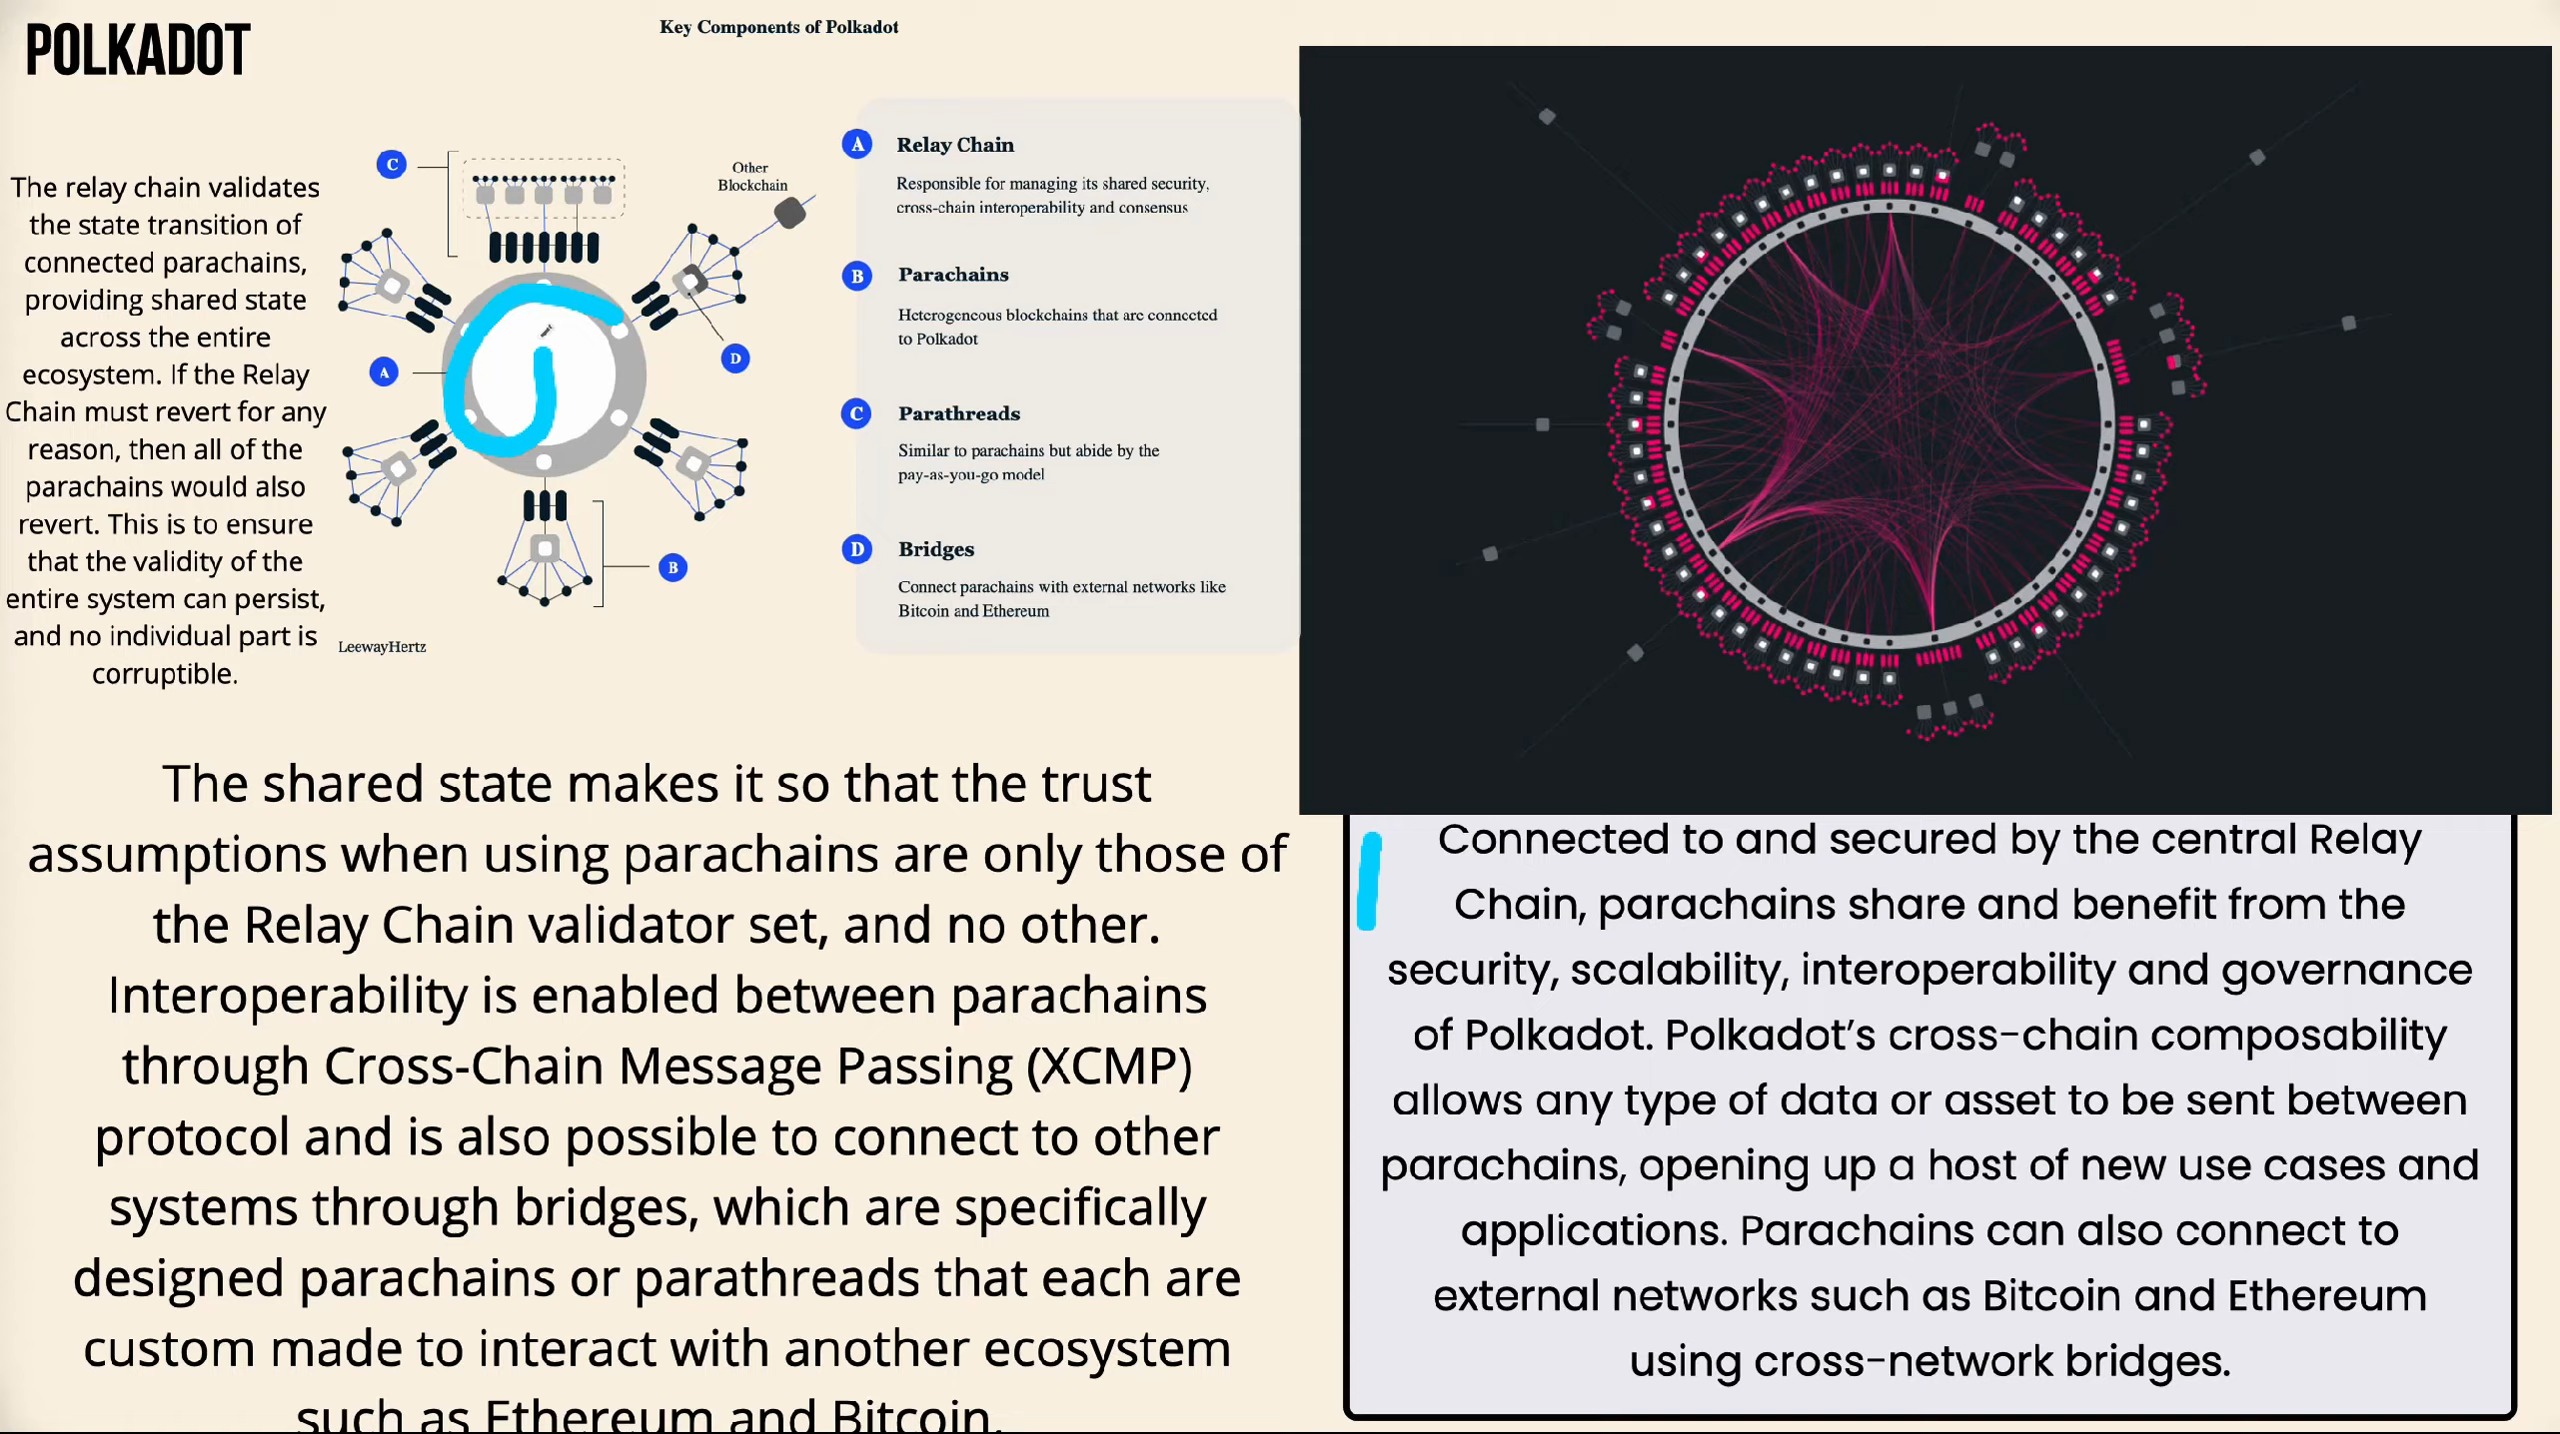 POLKADOT
Key Components of Polkadot
The relay chain validates
the state transition of
connected parachains,
providing shared state
across the entire
ecosystem. If the Relay
Chain must revert for any
reason, then all of the
parachains would also
revert. This is to ensure
that the validity of the
entire system can persist,
and no individual part is
corruptible.
C
Other
Blockchain
A
D
B
LeewayHertz
A Relay Chain
Responsible for managing its shared security,
cross-chain interoperability and consensus
B Parachains
Heterogeneous blockchains that are connected
to Polkadot
C Parathreads
Similar to parachains but abide by the
pay-as-you-go model
D Bridges
Connect parachains with external networks like
Bitcoin and Ethereum
The shared state makes it so that the trust
assumptions when using parachains are only those of
the Relay Chain validator set, and no other.
Interoperability is enabled between parachains
through Cross-Chain Message Passing (XCMP)
protocol and is also possible to connect to other
systems through bridges, which are specifically
designed parachains or parathreads that each are
custom made to interact with another ecosystem
such as Ethereum and Bitcoin.
Connected to and secured by the central Relay
Chain, parachains share and benefit from the
security, scalability, interoperability and governance
of Polkadot. Polkadot's cross-chain composability
allows any type of data or asset to be sent between
parachains, opening up a host of new use cases and
applications. Parachains can also connect to
external networks such as Bitcoin and Ethereum
using cross-network bridges.